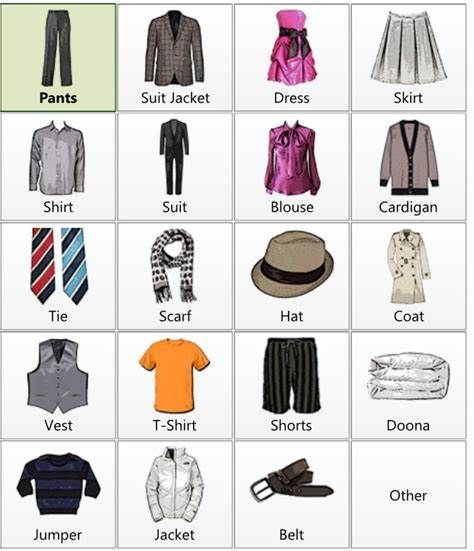 Pants
Suit Jacket
Dress
Skirt
Shirt
Suit
Blouse
Cardigan
Tie
Scarf
Hat
Coat
Vest
T-Shirt
Shorts
Doona
Jumper
Jacket
Belt
Other